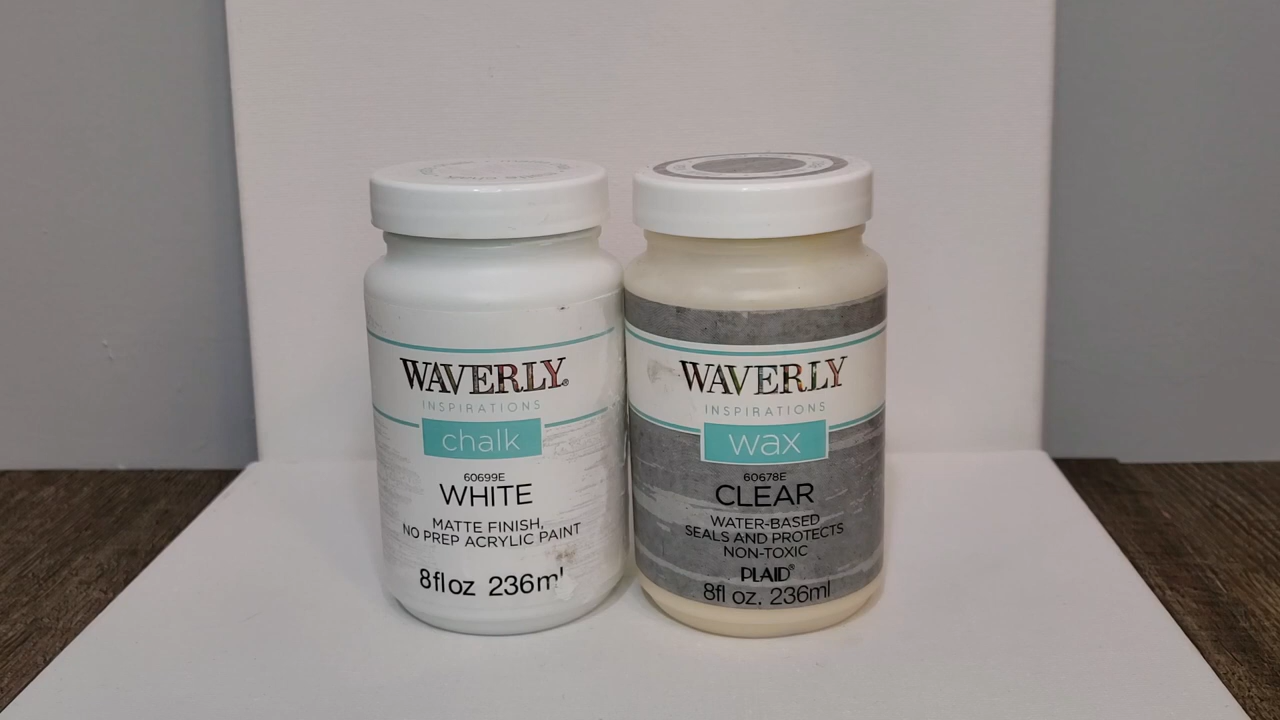 WAVERLY®
INSPIRATIONS
chalk
60699E
WHITE
MATTE FINISH,
NO PREP ACRYLIC PAINT
8fl oz 236ml
WAVERLY
INSPIRATIONS
wax
60678E
CLEAR
WATER-BASED
SEALS AND PROTECTS
NON-TOXIC
PLAID®
8fl oz. 236ml